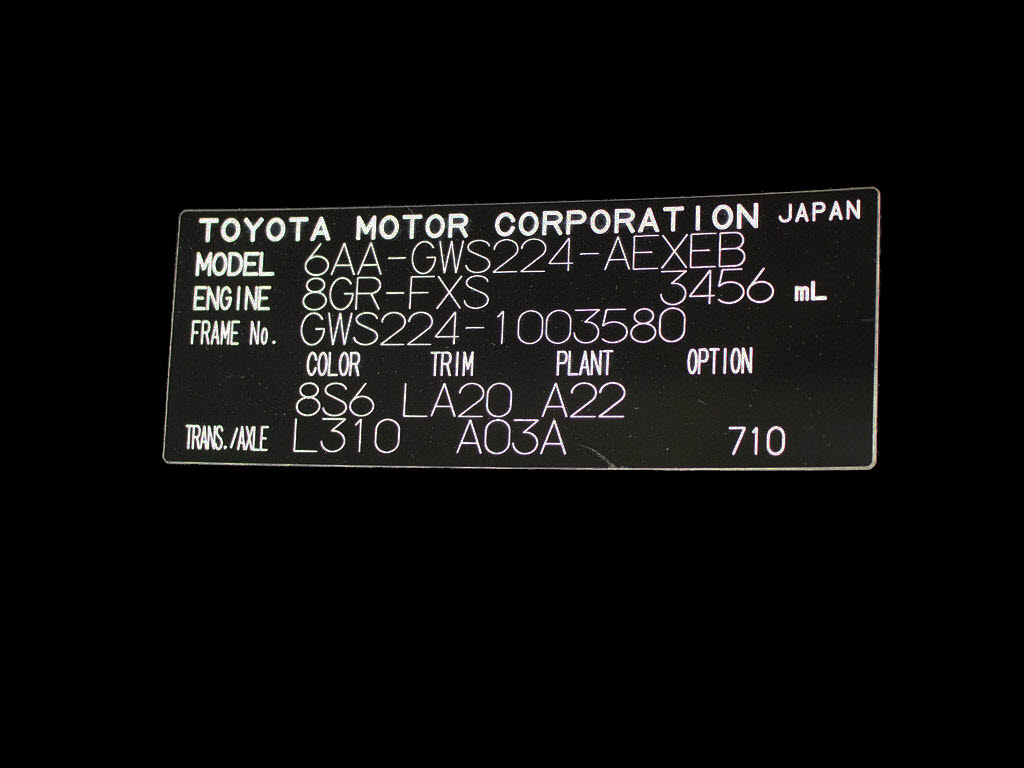 TOYOTA MOTOR CORPORATION JAPAN
MODEL 6AA-GWS224-AEXEB
ENGINE 8GR-FXS 3456 mL
FRAME No. GWS224-1003580
COLOR TRIM PLANT OPTION
8S6 LA20 A22
TRANS./AXLE L310 A03A 710